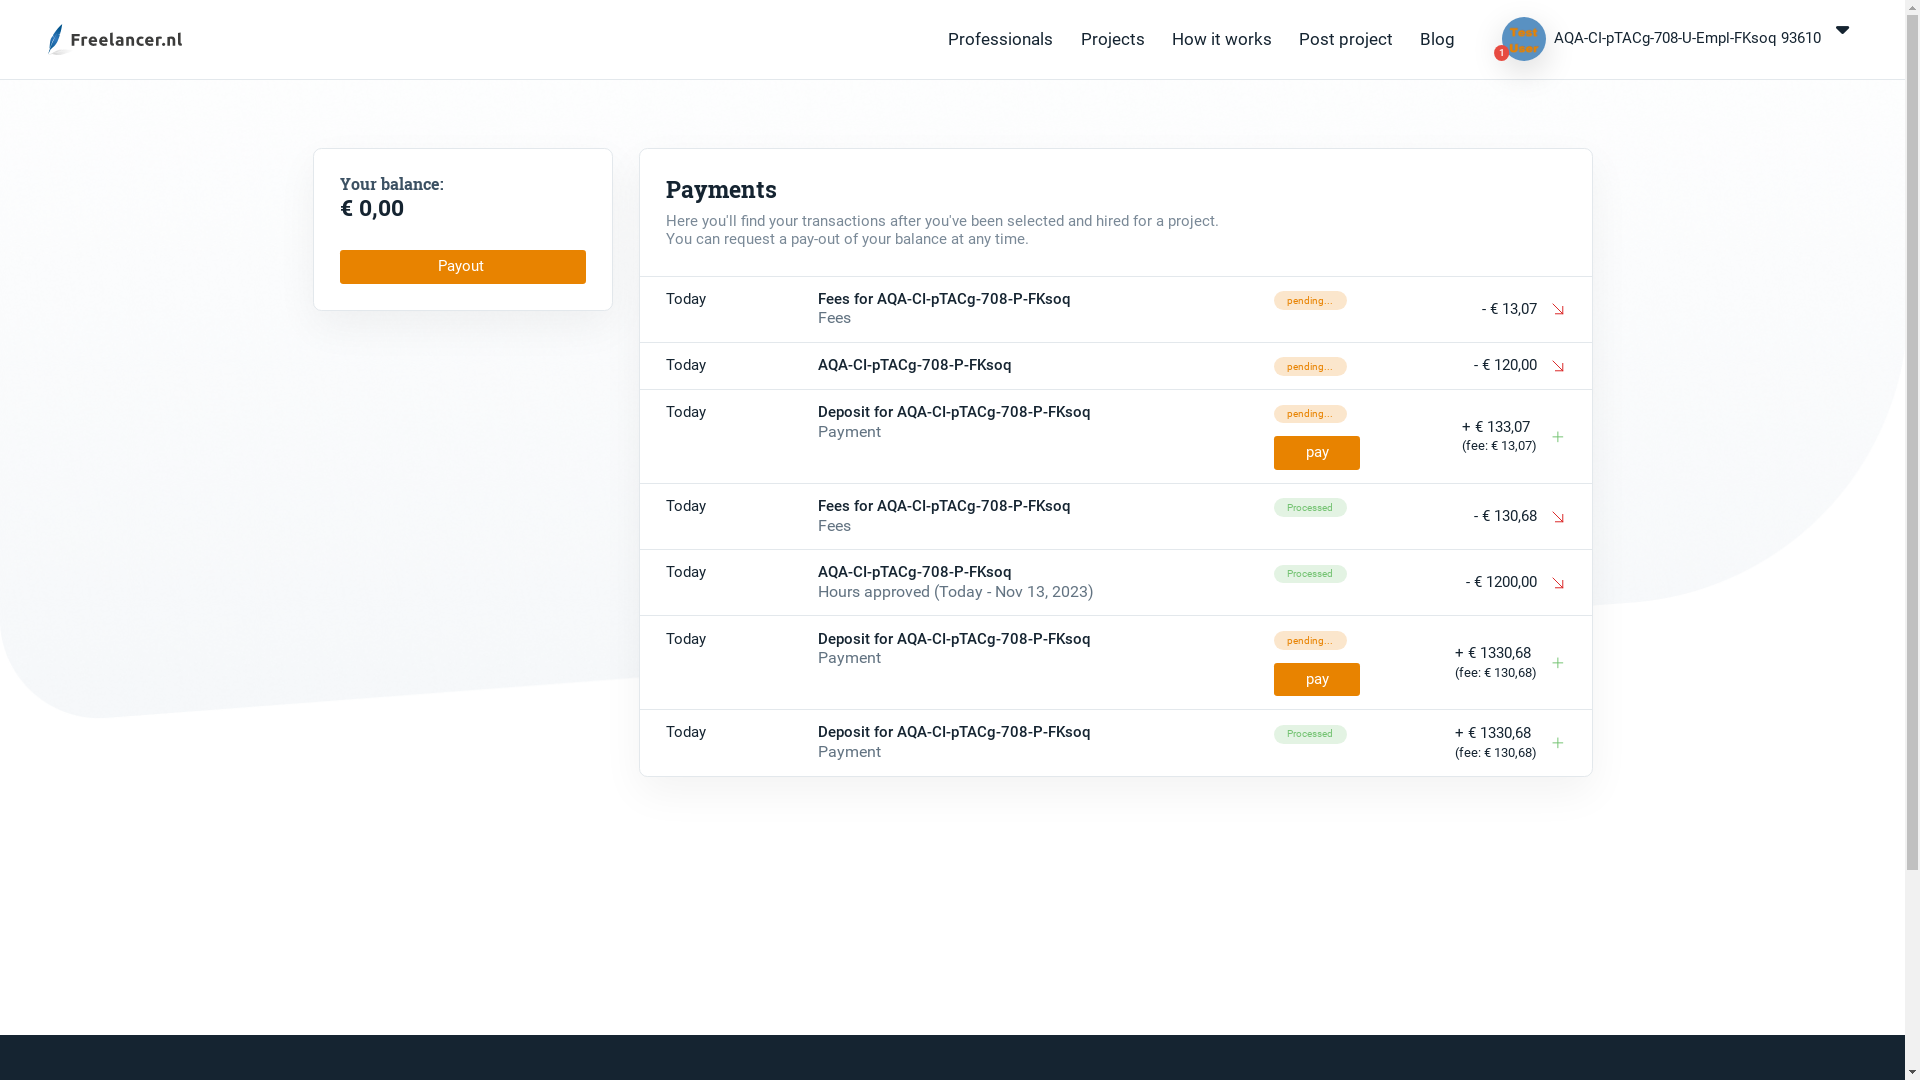 Freelancer.nl
Professionals Projects How it works Post project Blog
Test User
1
AQA-CI-pTACg-708-U-Empl-FKsoq 93610
Your balance:
€ 0,00
Payout
Payments
Here you'll find your transactions after you've been selected and hired for a project.
You can request a pay-out of your balance at any time.
Today Fees for AQA-CI-pTACg-708-P-FKsoq pending... - € 13,07
Fees
Today AQA-CI-pTACg-708-P-FKsoq pending... - € 120,00
Today Deposit for AQA-CI-pTACg-708-P-FKsoq pending... + € 133,07
Payment (fee: € 13,07)
pay
Today Fees for AQA-CI-pTACg-708-P-FKsoq Processed - € 130,68
Fees
Today AQA-CI-pTACg-708-P-FKsoq Processed - € 1200,00
Hours approved (Today - Nov 13, 2023)
Today Deposit for AQA-CI-pTACg-708-P-FKsoq pending... + € 1330,68
Payment (fee: € 130,68)
pay
Today Deposit for AQA-CI-pTACg-708-P-FKsoq Processed + € 1330,68
Payment (fee: € 130,68)